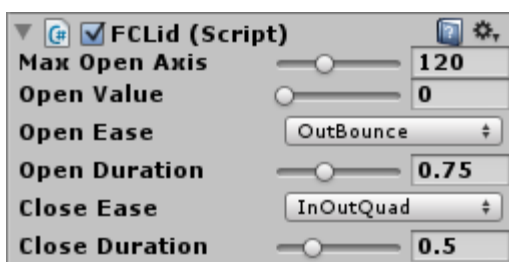 FCLid (Script)
Max Open Axis 120
Open Value 0
Open Ease OutBounce
Open Duration 0.75
Close Ease InOutQuad
Close Duration 0.5